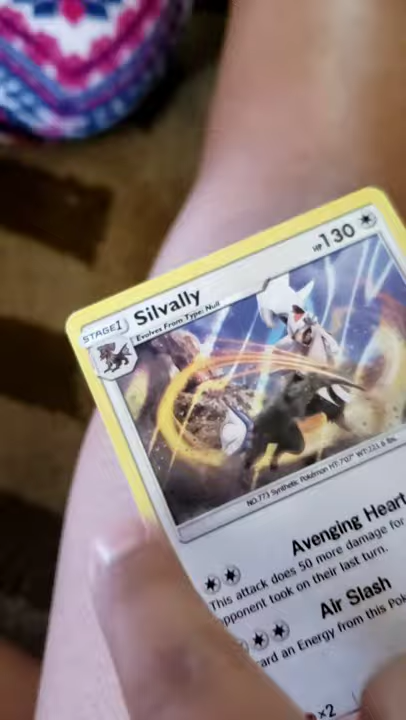 STAGE1 Silvally HP130
Evolves From Type: Null
NO.773 Synthetic Pokémon HT: 7'07" WT: 221.6 lbs.
Avenging Heart
This attack does 50 more damage for
opponent took on their last turn.
Air Slash
card an Energy from this Pok
×2